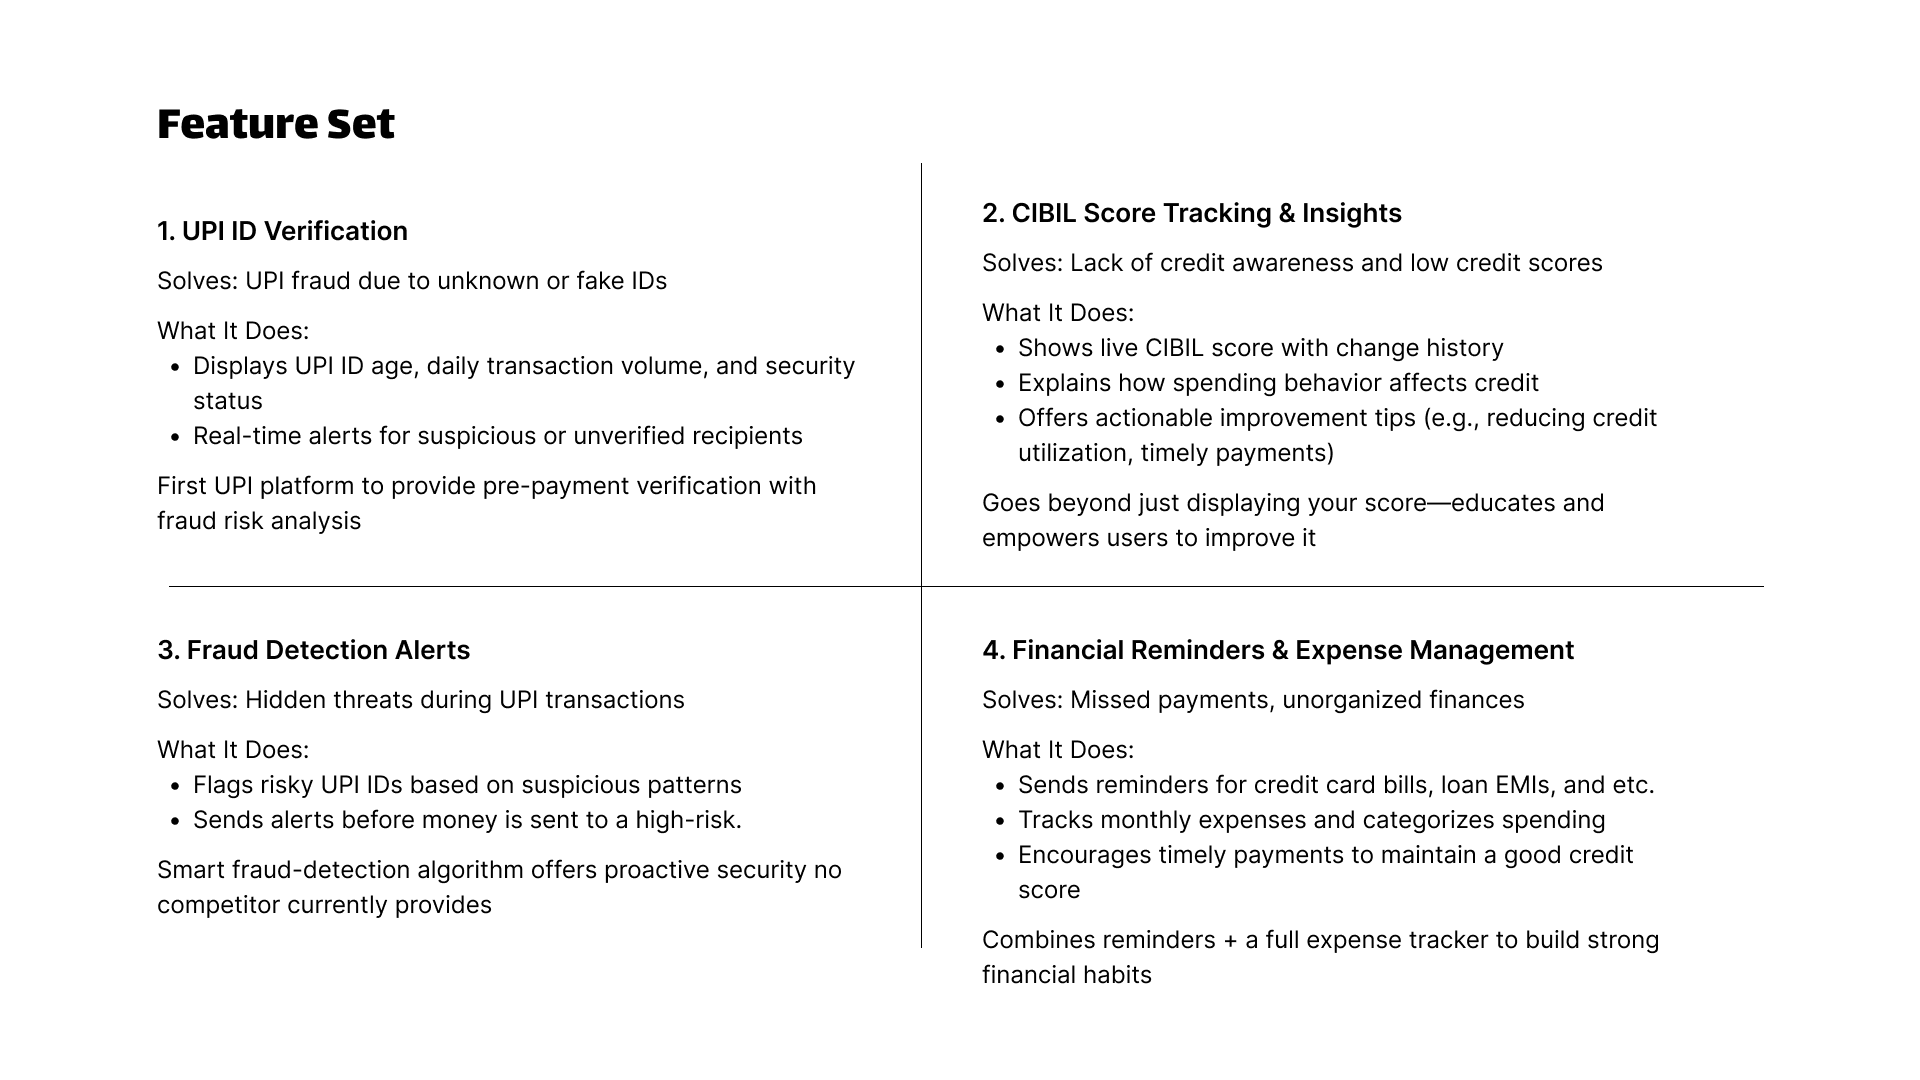 Feature Set
1. UPI ID Verification
Solves: UPI fraud due to unknown or fake IDs
What It Does:
• Displays UPI ID age, daily transaction volume, and security
status
• Real-time alerts for suspicious or unverified recipients
First UPI platform to provide pre-payment verification with
fraud risk analysis
2. CIBIL Score Tracking & Insights
Solves: Lack of credit awareness and low credit scores
What It Does:
• Shows live CIBIL score with change history
• Explains how spending behavior affects credit
• Offers actionable improvement tips (e.g., reducing credit
utilization, timely payments)
Goes beyond just displaying your score—educates and
empowers users to improve it
3. Fraud Detection Alerts
Solves: Hidden threats during UPI transactions
What It Does:
• Flags risky UPI IDs based on suspicious patterns
• Sends alerts before money is sent to a high-risk.
Smart fraud-detection algorithm offers proactive security no
competitor currently provides
4. Financial Reminders & Expense Management
Solves: Missed payments, unorganized finances
What It Does:
• Sends reminders for credit card bills, loan EMIs, and etc.
• Tracks monthly expenses and categorizes spending
• Encourages timely payments to maintain a good credit
score
Combines reminders + a full expense tracker to build strong
financial habits